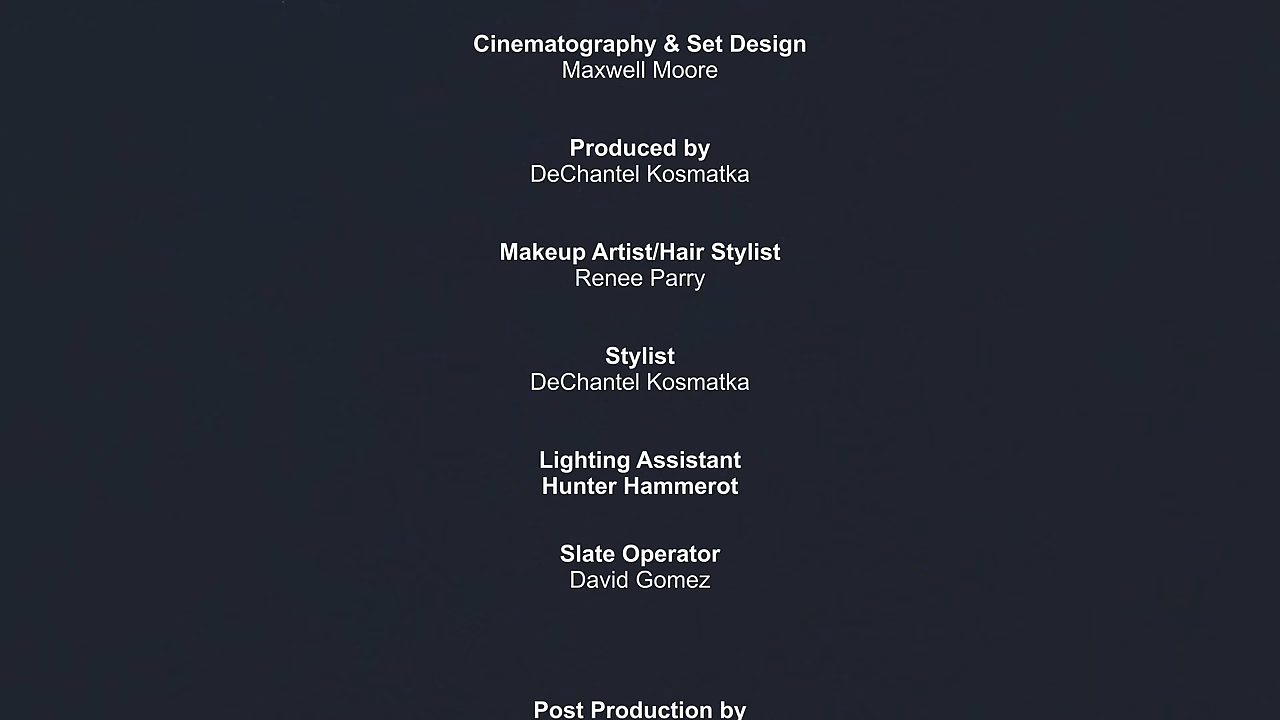 Cinematography & Set Design
Maxwell Moore
Produced by
DeChantel Kosmatka
Makeup Artist/Hair Stylist
Renee Parry
Stylist
DeChantel Kosmatka
Lighting Assistant
Hunter Hammerot
Slate Operator
David Gomez
Post Production by